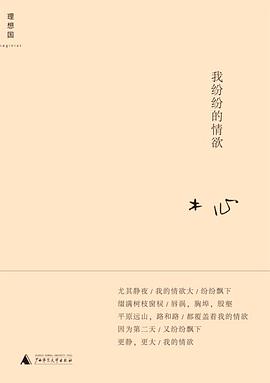 理想国
imaginist
我纷纷的情欲
木心
尤其静夜/我的情欲大/纷纷飘下
缀满树枝窗棂/唇涡，胸埠，股壑
平原远山，路和路/都覆盖着我的情欲
因为第二天/又纷纷飘下
更静，更大/我的情欲
广西师范大学出版社